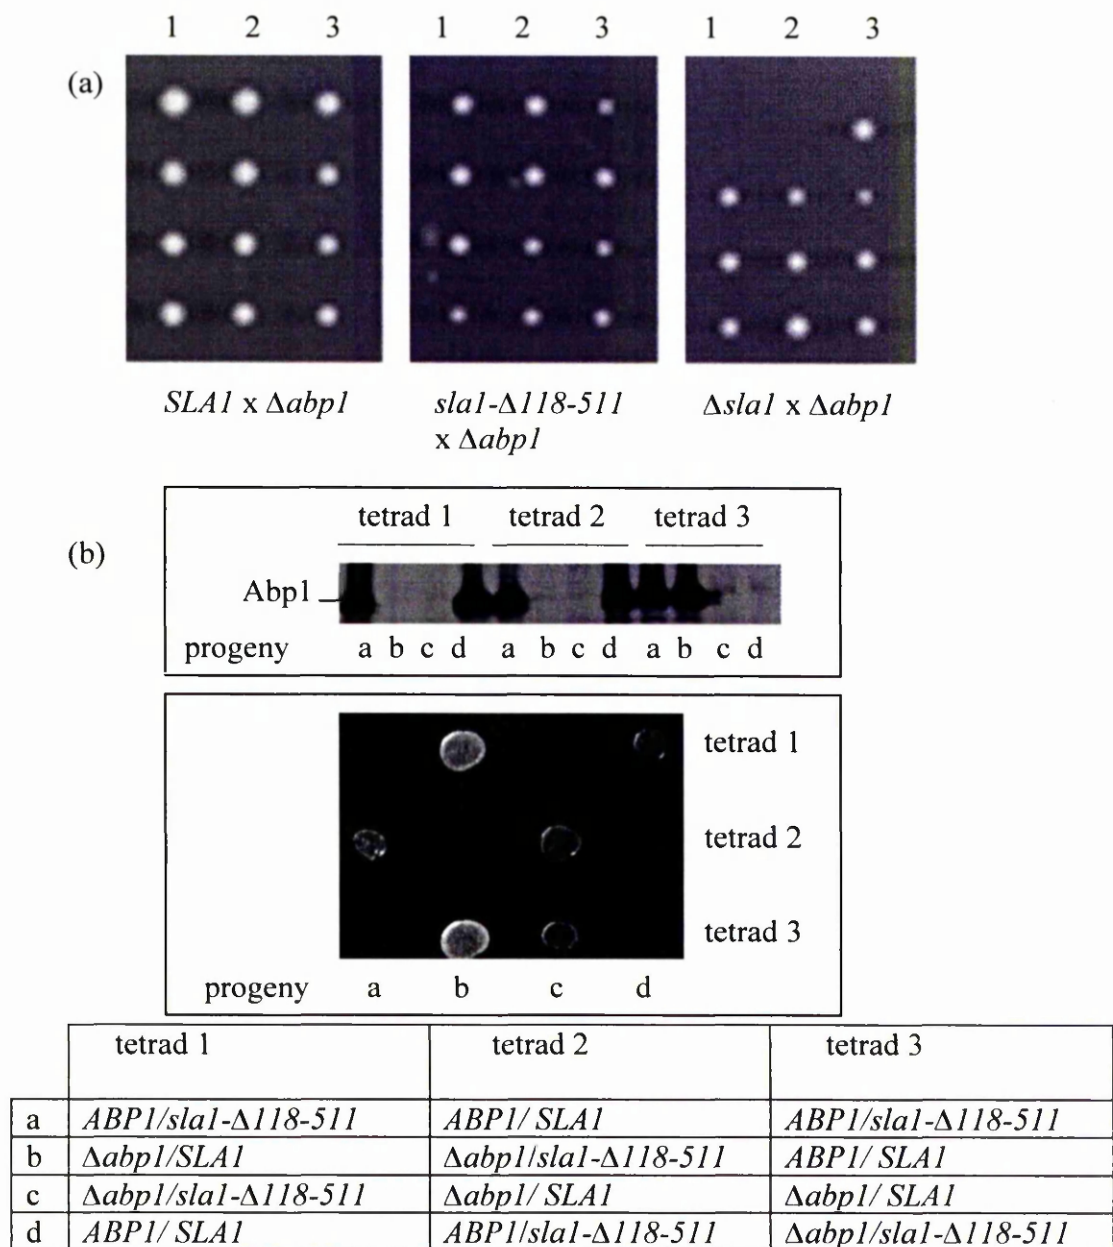 1 2 3 1 2 3 1 2 3
(a)
SLA1 x Δabp1 sla1-Δ118-511 x Δabp1 Δsla1 x Δabp1
(b)
tetrad 1 tetrad 2 tetrad 3
Abp1
progeny a b c d a b c d a b c d
tetrad 1
tetrad 2
tetrad 3
progeny a b c d
tetrad 1 tetrad 2 tetrad 3
a ABP1/sla1-Δ118-511 ABP1/ SLA1 ABP1/sla1-Δ118-511
b Δabp1/SLA1 Δabp1/sla1-Δ118-511 ABP1/ SLA1
c Δabp1/sla1-Δ118-511 Δabp1/ SLA1 Δabp1/ SLA1
d ABP1/ SLA1 ABP1/sla1-Δ118-511 Δabp1/sla1-Δ118-511